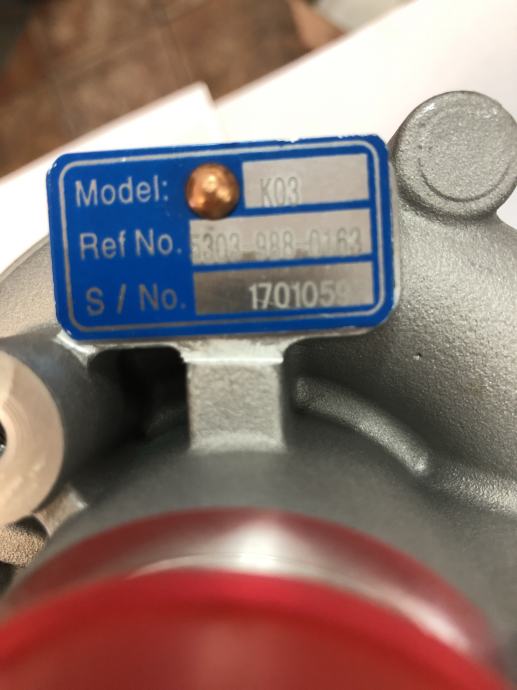 Model: K03
Ref No. 5303-988-0163
S / No. 1701059